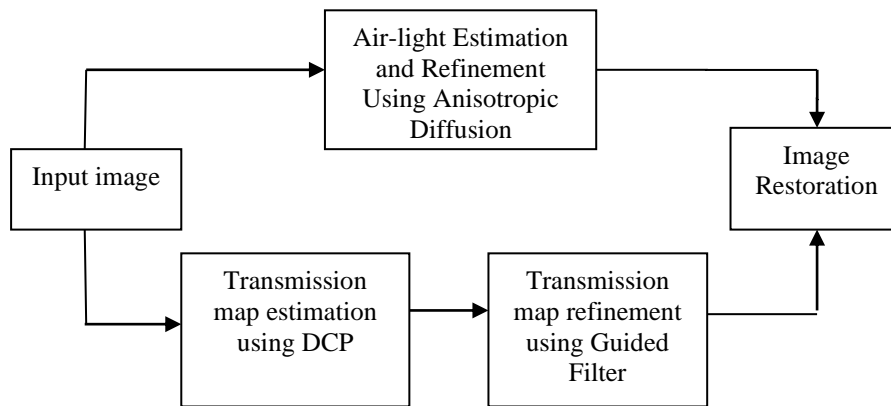 Air-light Estimation
and Refinement
Using Anisotropic
Diffusion
Input image
Image
Restoration
Transmission
map estimation
using DCP
Transmission
map refinement
using Guided
Filter